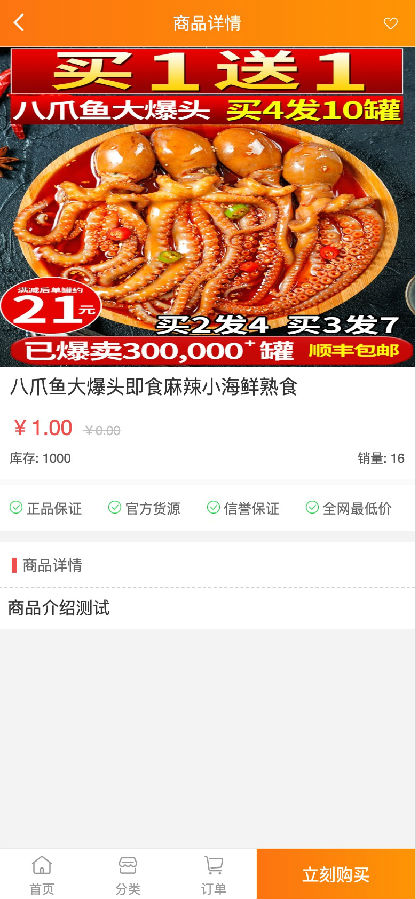 商品详情
买1送1
八爪鱼大爆头 买4发10罐
满减后单罐约
21元
买2发4 买3发7
已爆卖300,000+罐 顺丰包邮
八爪鱼大爆头即食麻辣小海鲜熟食
￥1.00 ￥0.00
库存: 1000 销量: 16
正品保证 官方货源 信誉保证 全网最低价
商品详情
商品介绍测试
首页 分类 订单 立刻购买